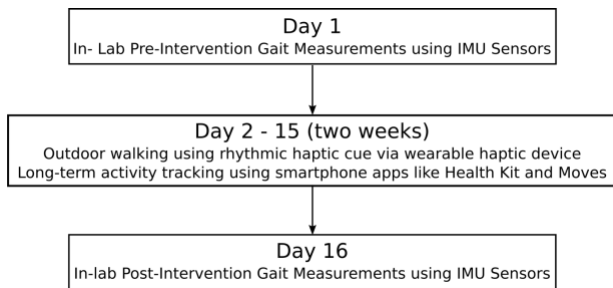 Day 1
In- Lab Pre-Intervention Gait Measurements using IMU Sensors
Day 2 - 15 (two weeks)
Outdoor walking using rhythmic haptic cue via wearable haptic device
Long-term activity tracking using smartphone apps like Health Kit and Moves
Day 16
In-lab Post-Intervention Gait Measurements using IMU Sensors